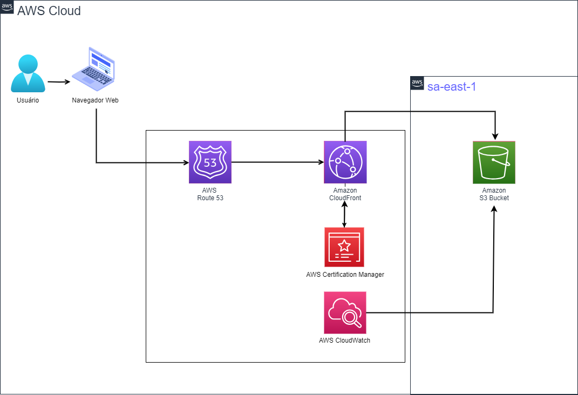 aws
AWS Cloud
Usuário
Navegador Web
aws
sa-east-1
53
AWS
Route 53
Amazon
CloudFront
Amazon
S3 Bucket
AWS Certification Manager
AWS CloudWatch